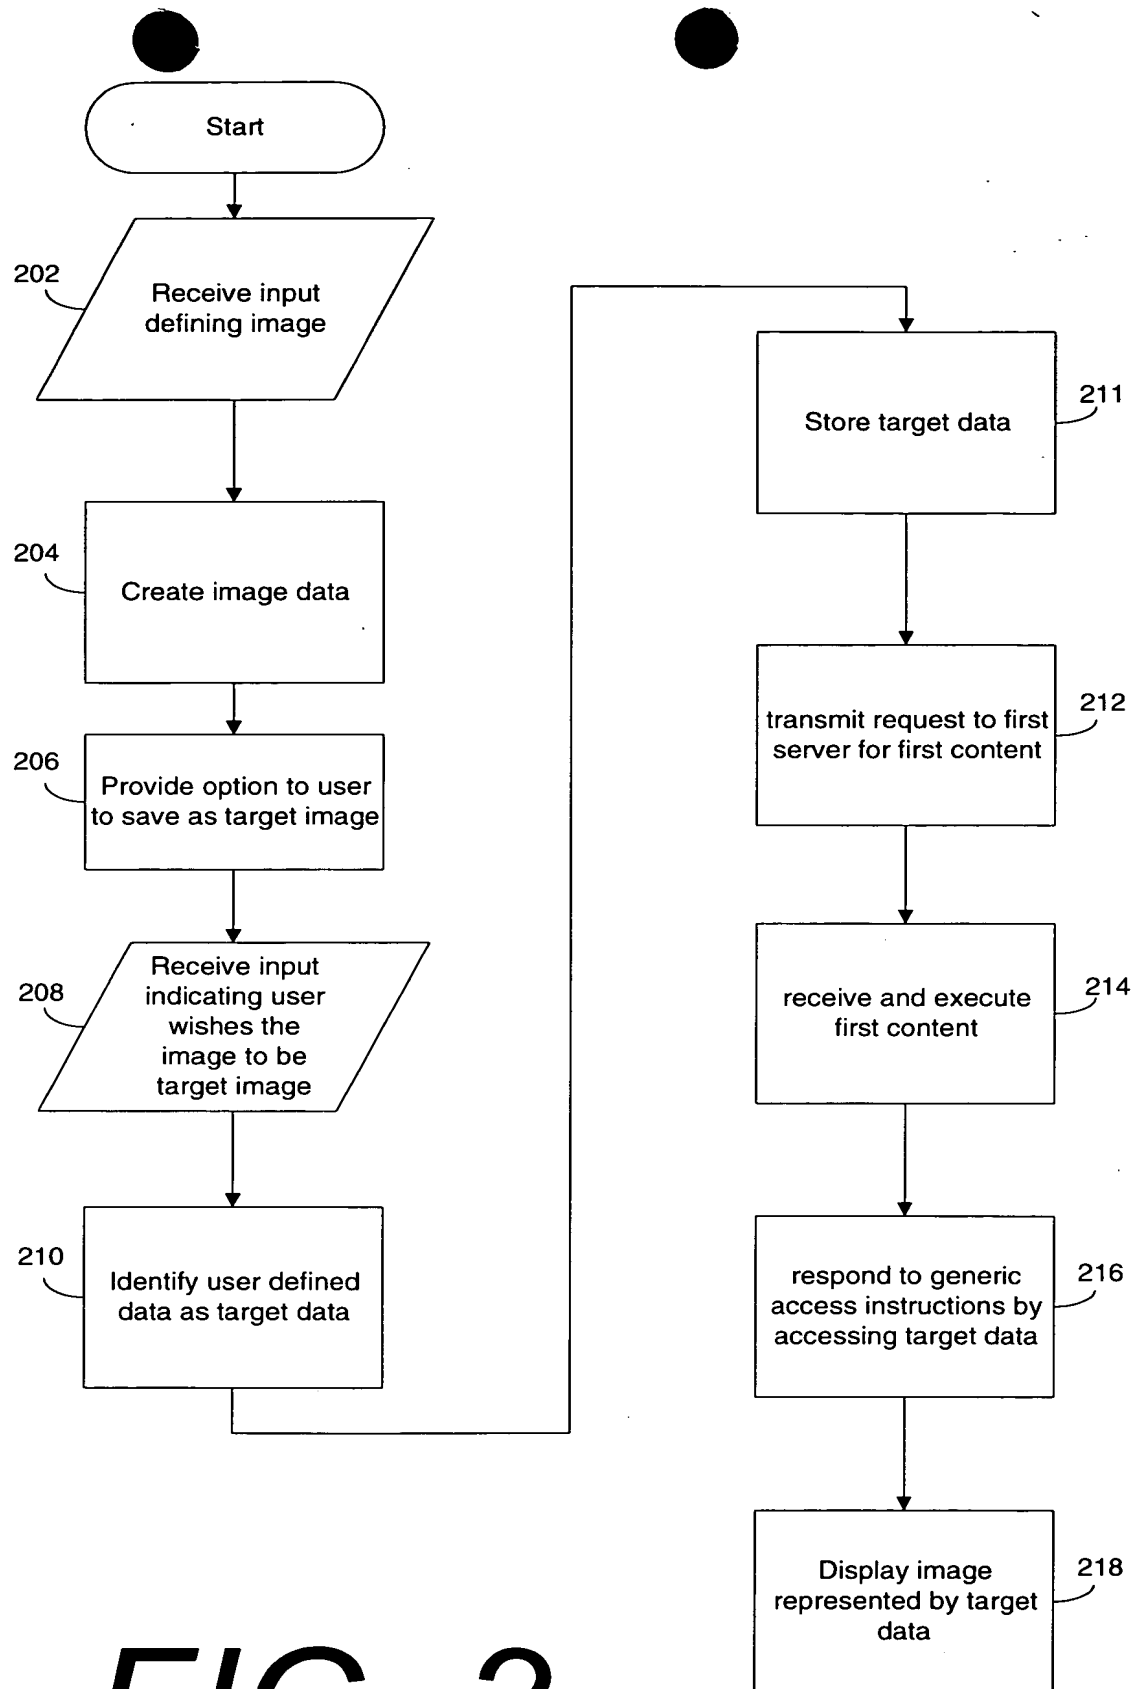 Start
202
Receive input
defining image
204
Create image data
206
Provide option to user
to save as target image
208
Receive input
indicating user
wishes the
image to be
target image
210
Identify user defined
data as target data
211
Store target data
212
transmit request to first
server for first content
214
receive and execute
first content
216
respond to generic
access instructions by
accessing target data
218
Display image
represented by target
data
FIG. 2